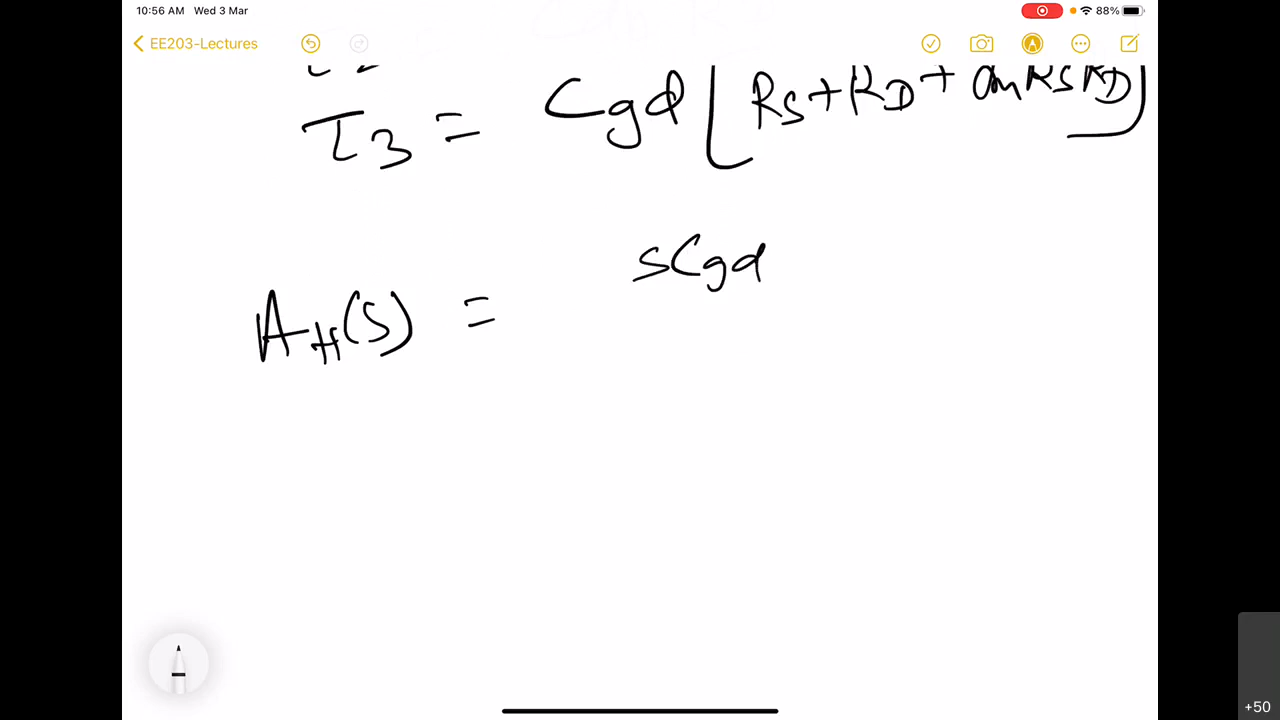 10:56 AM Wed 3 Mar
88%
EE203-Lectures
τ3 = Cgd [RS + RD + gmRSRD]
sCgd
AH(s) =
+50